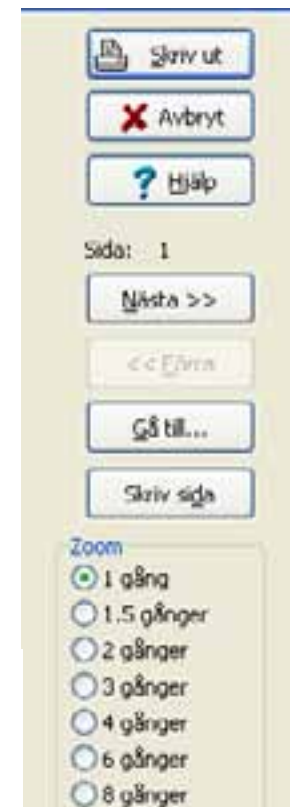 Skriv ut
Avbryt
Hjälp
Sida: 1
Nästa >>
<< Förra
Gå till...
Skriv sida
Zoom
1 gång
1.5 gånger
2 gånger
3 gånger
4 gånger
6 gånger
8 gånger